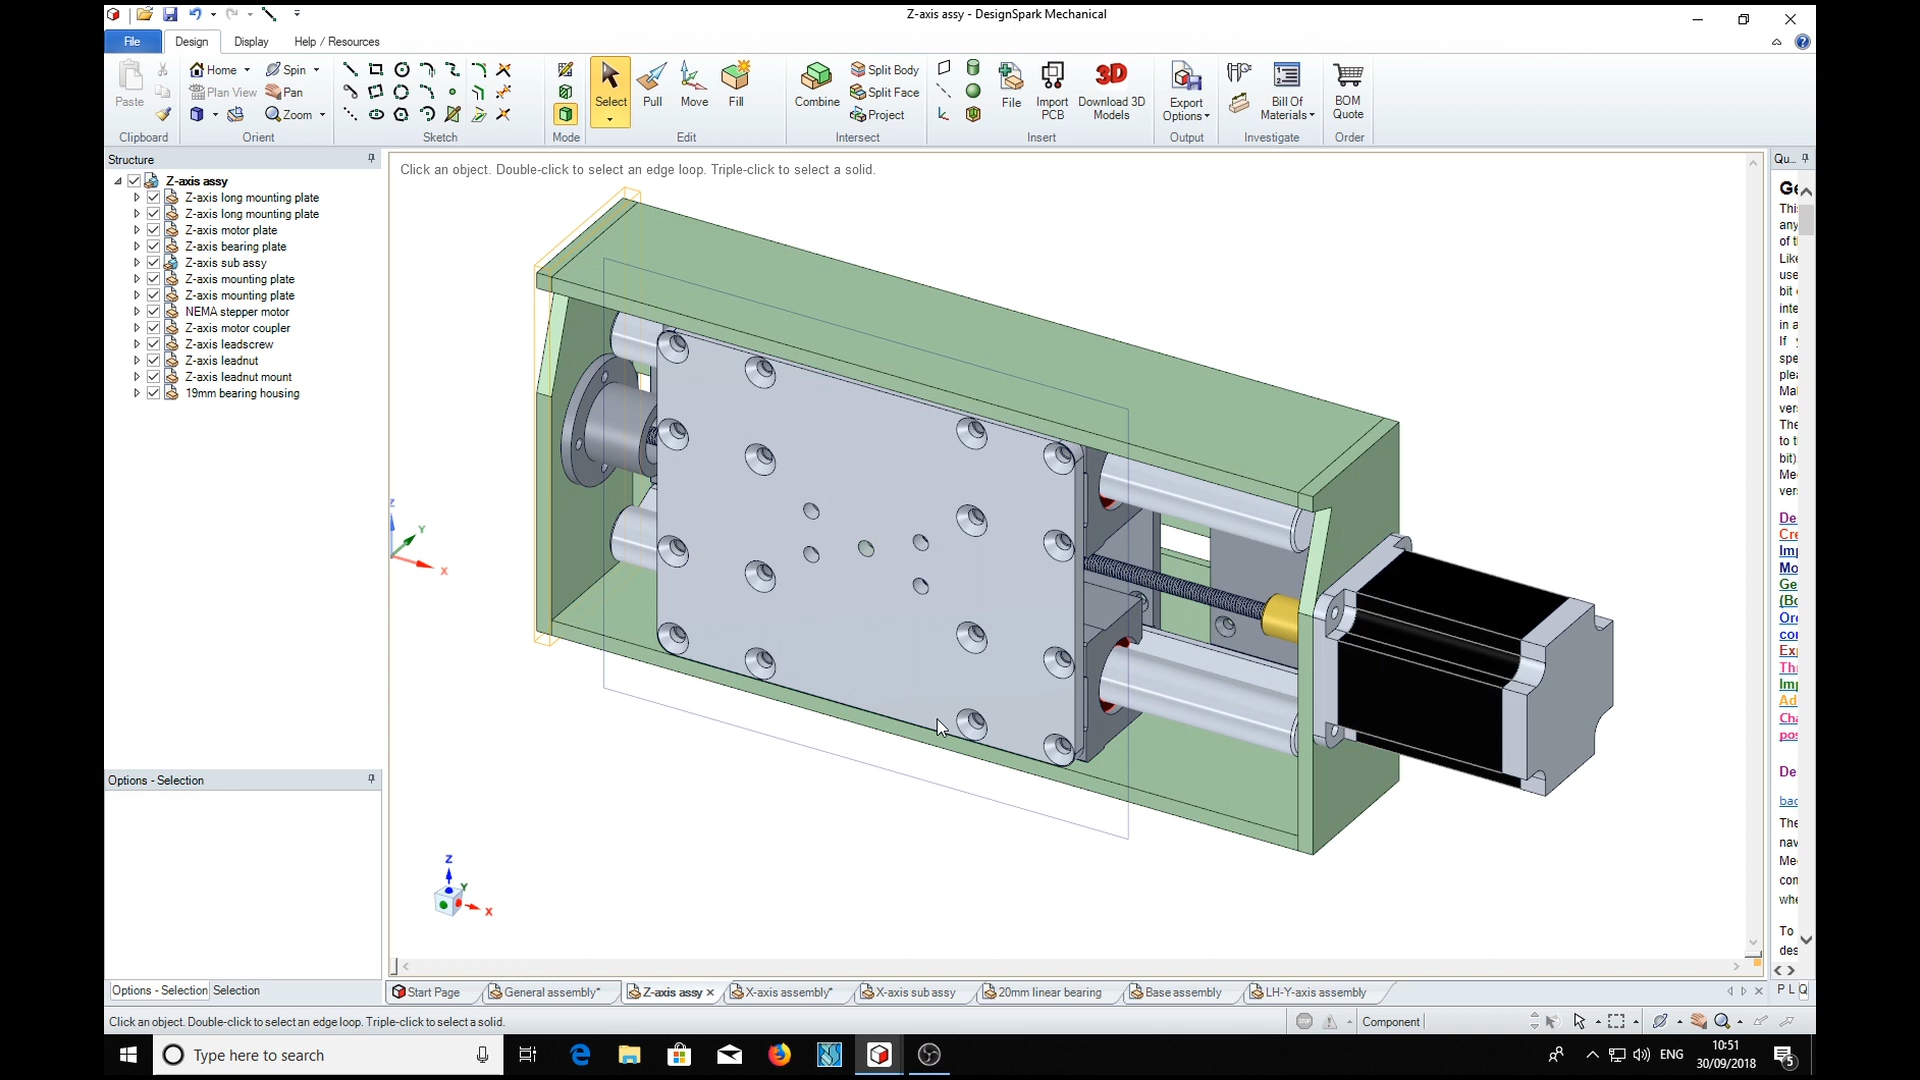 Z-axis assy - DesignSpark Mechanical
File Design Display Help / Resources
Paste
Home Spin
Plan View Pan
Zoom
Select Pull Move Fill
Combine
Split Body
Split Face
Project
File Import PCB Download 3D Models
Export Options
Bill Of Materials
BOM Quote
Clipboard Orient Sketch Mode Edit Intersect Insert Output Investigate Order
Structure
Z-axis assy
Z-axis long mounting plate
Z-axis long mounting plate
Z-axis motor plate
Z-axis bearing plate
Z-axis sub assy
Z-axis mounting plate
Z-axis mounting plate
NEMA stepper motor
Z-axis motor coupler
Z-axis leadscrew
Z-axis leadnut
Z-axis leadnut mount
19mm bearing housing
Options - Selection
Options - Selection Selection
Click an object. Double-click to select an edge loop. Triple-click to select a solid.
Z
Y
X
Z
Y
X
Qu...
Start Page General assembly* Z-axis assy X-axis assembly* X-axis sub assy 20mm linear bearing Base assembly LH-Y-axis assembly
P L Q
Click an object. Double-click to select an edge loop. Triple-click to select a solid.
Component
Type here to search
ENG
10:51
30/09/2018
5